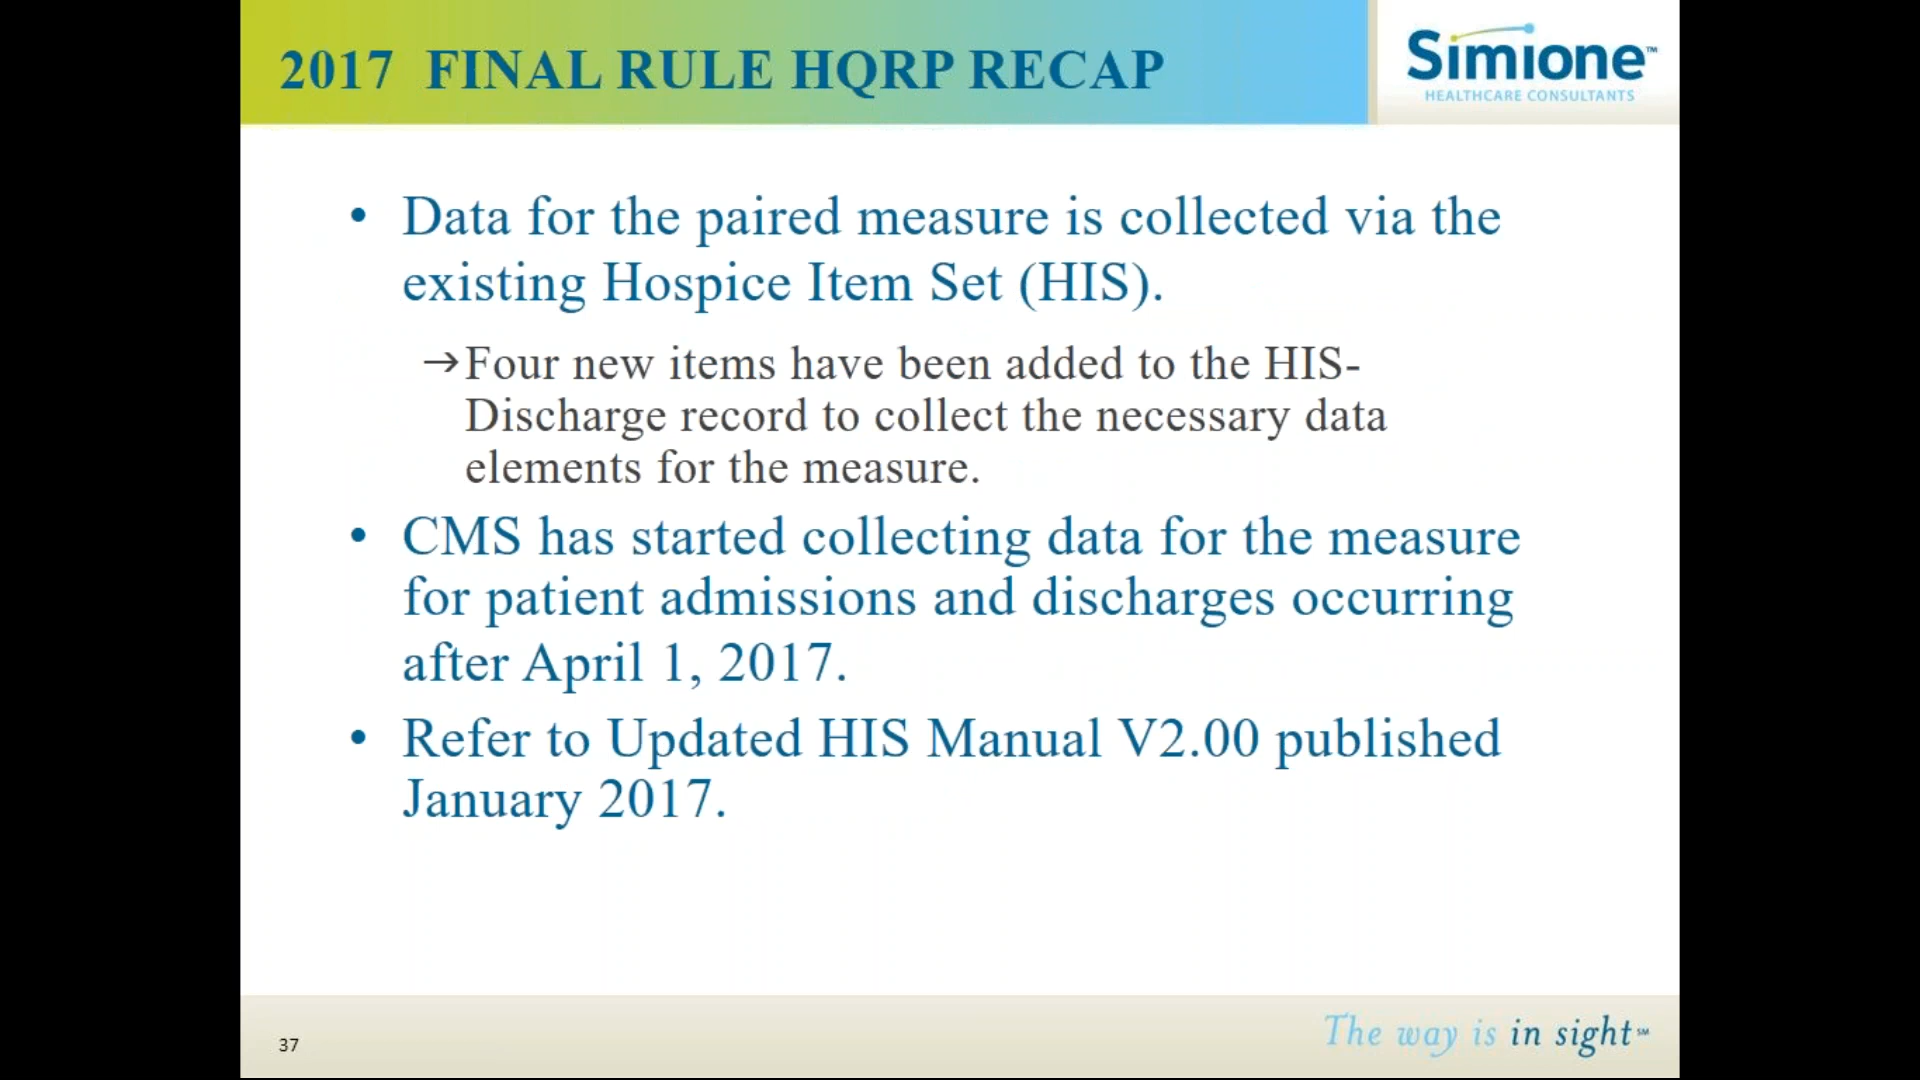 2017 FINAL RULE HQRP RECAP
Simione™
HEALTHCARE CONSULTANTS
• Data for the paired measure is collected via the
existing Hospice Item Set (HIS).
→Four new items have been added to the HIS-
Discharge record to collect the necessary data
elements for the measure.
• CMS has started collecting data for the measure
for patient admissions and discharges occurring
after April 1, 2017.
• Refer to Updated HIS Manual V2.00 published
January 2017.
The way is in sight℠
37